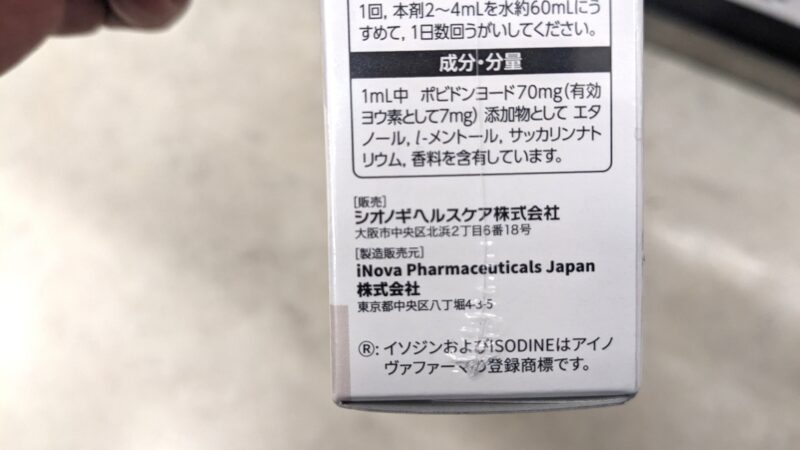 1回, 本剤2〜4mLを水約60mLにう
すめて, 1日数回うがいしてください。
成分・分量
1mL中 ポビドンヨード70mg(有効
ヨウ素として7mg) 添加物として エタ
ノール, l-メントール, サッカリンナト
リウム, 香料を含有しています。
[販売]
シオノギヘルスケア株式会社
大阪市中央区北浜2丁目6番18号
[製造販売元]
iNova Pharmaceuticals Japan
株式会社
東京都中央区八丁堀4-3-5
®: イソジンおよびISODINEはアイノ
ヴァファーマの登録商標です。